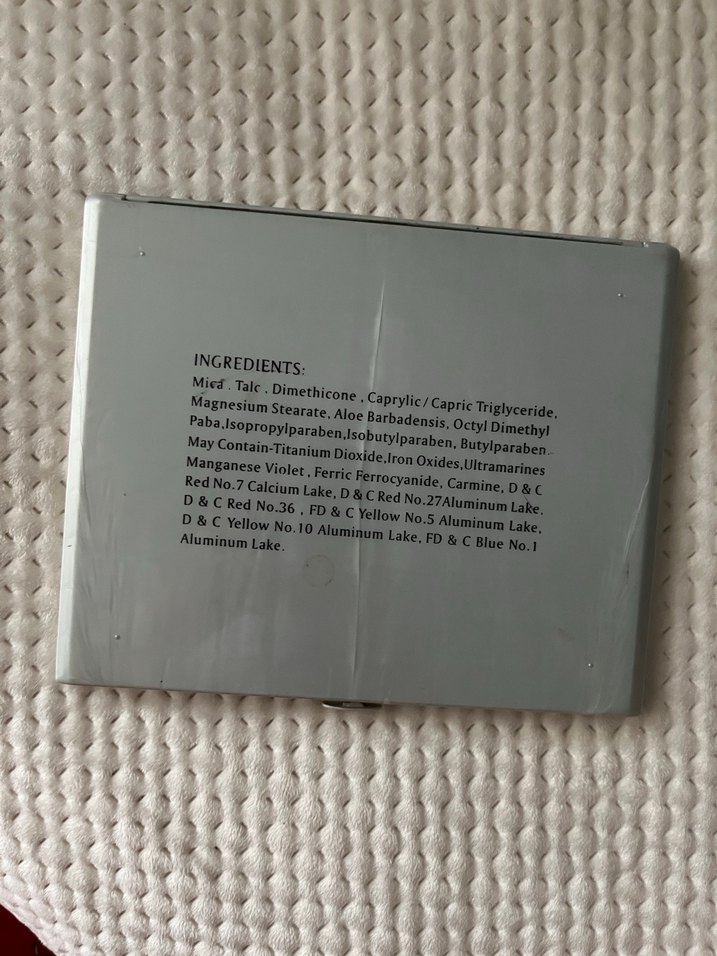 INGREDIENTS:
Mica . Talc . Dimethicone , Caprylic / Capric Triglyceride,
Magnesium Stearate, Aloe Barbadensis, Octyl Dimethyl
Paba,Isopropylparaben,Isobutylparaben, Butylparaben.
May Contain-Titanium Dioxide,Iron Oxides,Ultramarines
Manganese Violet , Ferric Ferrocyanide, Carmine, D & C
Red No.7 Calcium Lake, D & C Red No.27Aluminum Lake.
D & C Red No.36 , FD & C Yellow No.5 Aluminum Lake,
D & C Yellow No.10 Aluminum Lake, FD & C Blue No.1
Aluminum Lake.